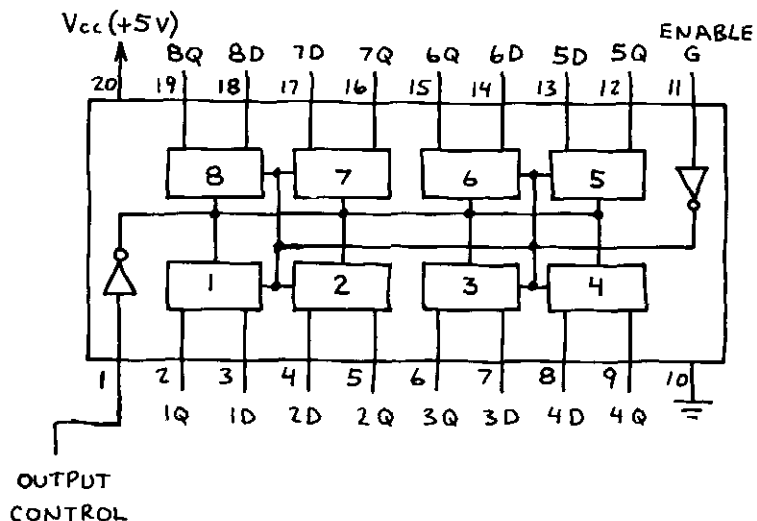 Vcc (+5V)
ENABLE
8Q 8D 7D 7Q 6Q 6D 5D 5Q G
20 19 18 17 16 15 14 13 12 11
8 7 6 5
1 2 3 4
1 2 3 4 5 6 7 8 9 10
1Q 1D 2D 2Q 3Q 3D 4D 4Q
OUTPUT
CONTROL